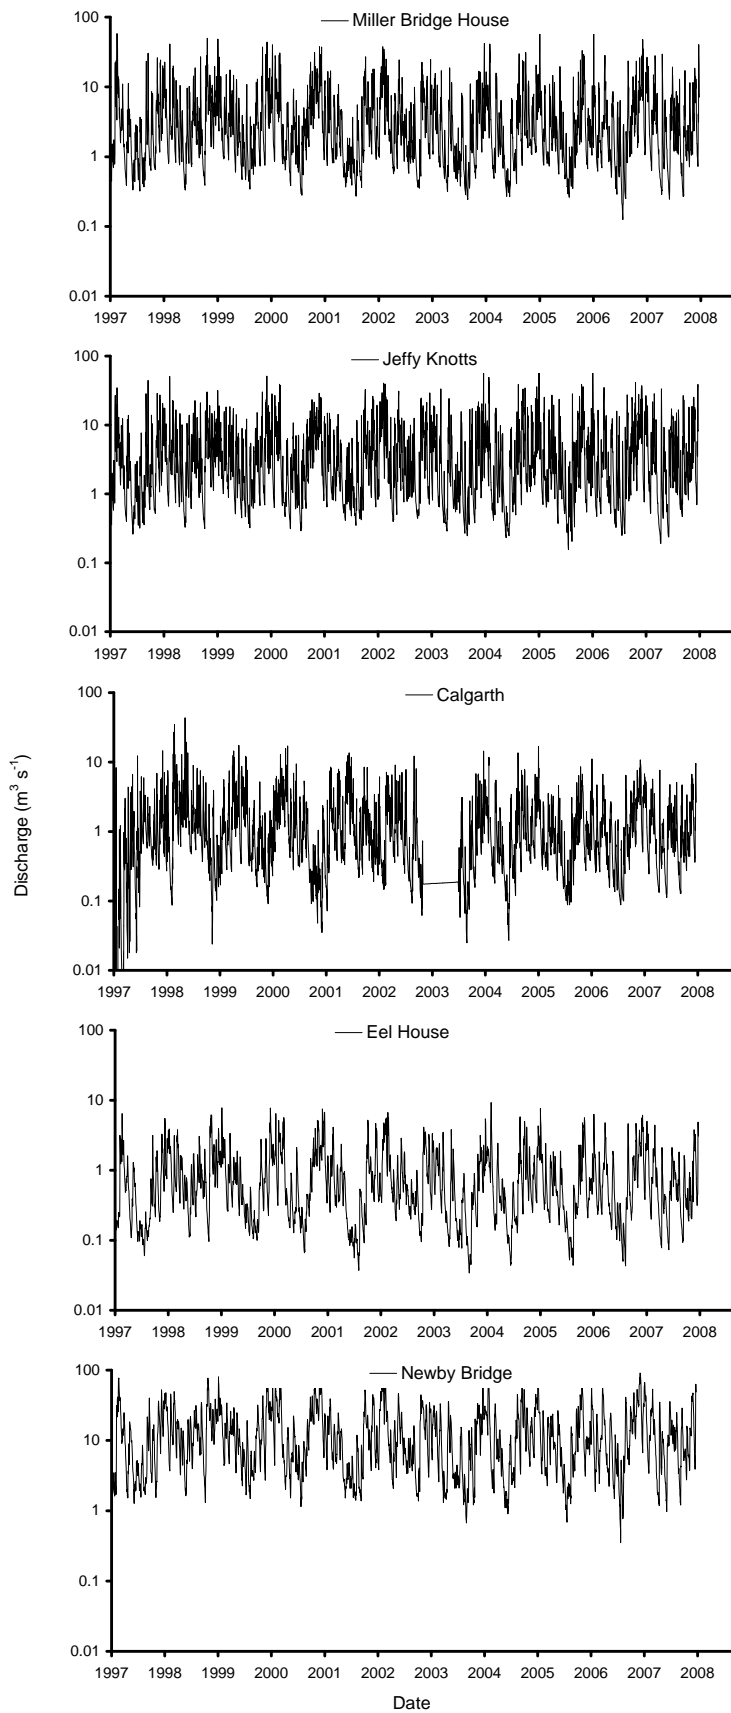 Miller Bridge House
100
10
1
0.1
0.01
1997 1998 1999 2000 2001 2002 2003 2004 2005 2006 2007 2008
Jeffy Knotts
100
10
1
0.1
0.01
1997 1998 1999 2000 2001 2002 2003 2004 2005 2006 2007 2008
Calgarth
100
10
1
0.1
0.01
Discharge (m³ s⁻¹)
1997 1998 1999 2000 2001 2002 2003 2004 2005 2006 2007 2008
Eel House
100
10
1
0.1
0.01
1997 1998 1999 2000 2001 2002 2003 2004 2005 2006 2007 2008
Newby Bridge
100
10
1
0.1
0.01
1997 1998 1999 2000 2001 2002 2003 2004 2005 2006 2007 2008
Date